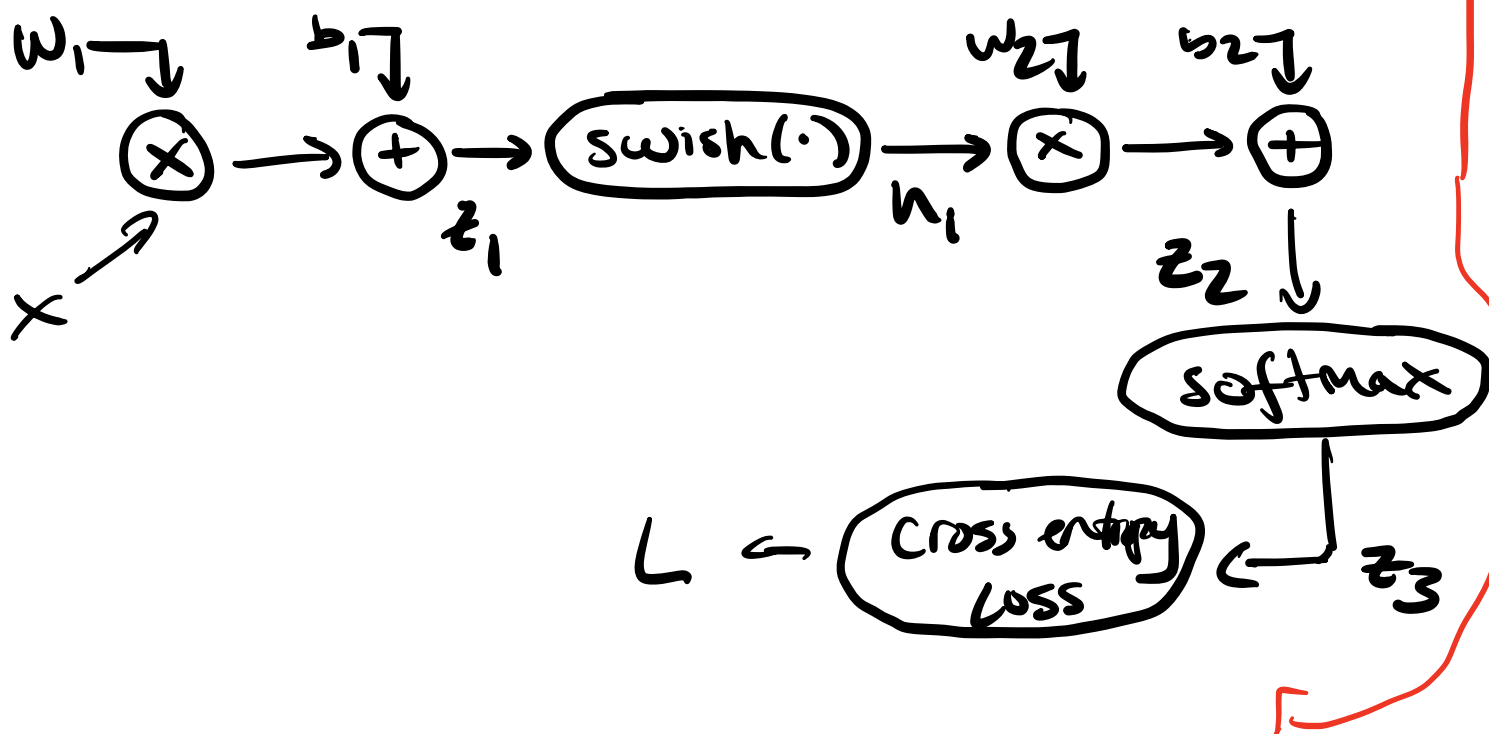 W₁ b₁ W₂ b₂
x + swish(·) x +
z₁ h₁
x z₂
softmax
cross entropy
L loss z₃